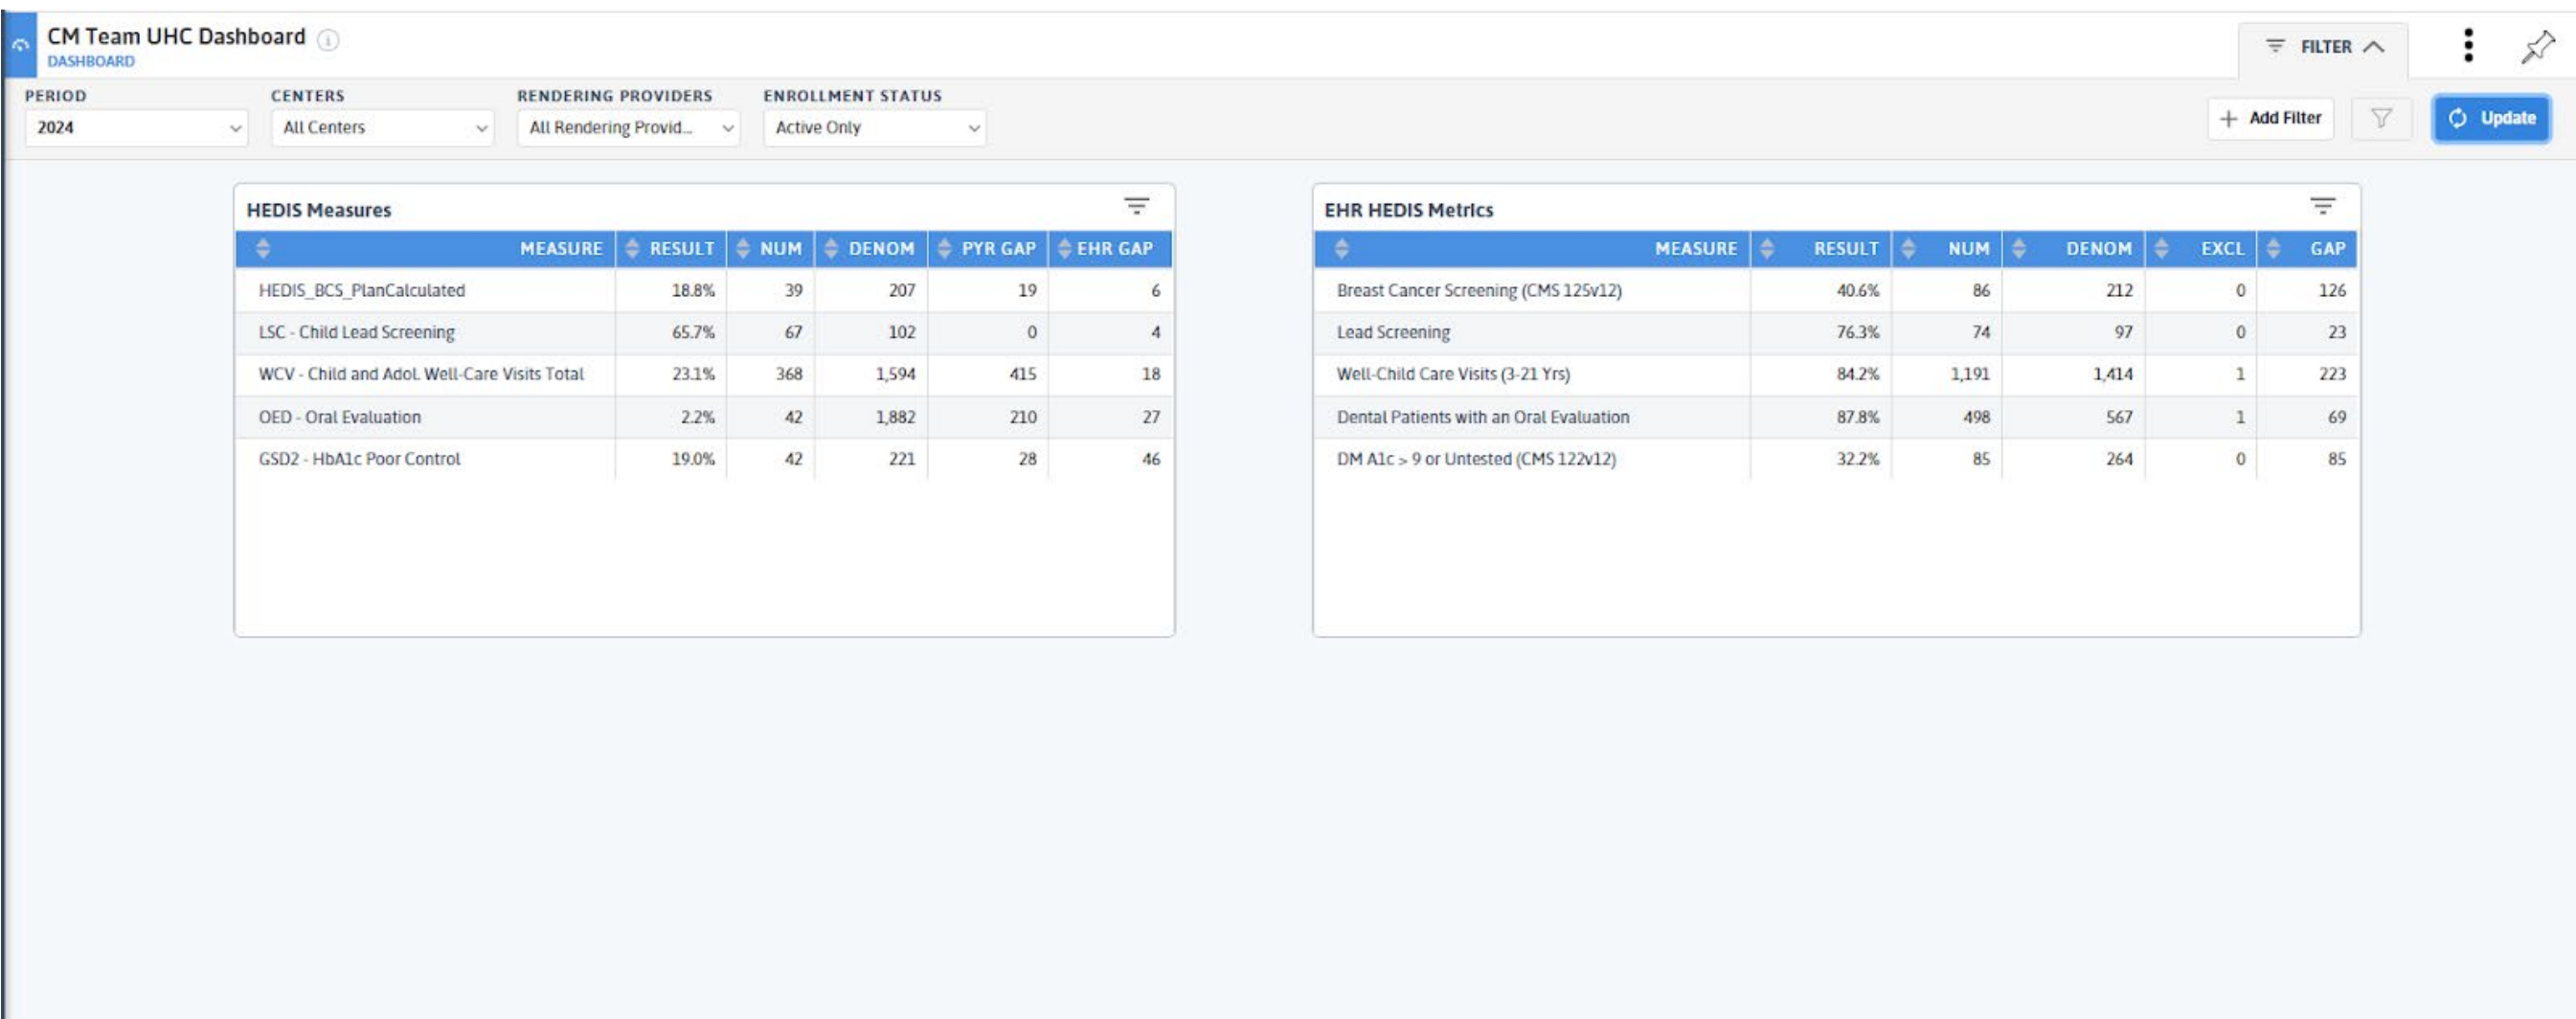 CM Team UHC Dashboard
DASHBOARD
FILTER
PERIOD CENTERS RENDERING PROVIDERS ENROLLMENT STATUS
2024 All Centers All Rendering Provid... Active Only
Add Filter Update
HEDIS Measures
MEASURE RESULT NUM DENOM PYR GAP EHR GAP
HEDIS_BCS_PlanCalculated 18.8% 39 207 19 6
LSC - Child Lead Screening 65.7% 67 102 0 4
WCV - Child and Adol. Well-Care Visits Total 23.1% 368 1,594 415 18
OED - Oral Evaluation 2.2% 42 1,882 210 27
GSD2 - HbA1c Poor Control 19.0% 42 221 28 46
EHR HEDIS Metrics
MEASURE RESULT NUM DENOM EXCL GAP
Breast Cancer Screening (CMS 125v12) 40.6% 86 212 0 126
Lead Screening 76.3% 74 97 0 23
Well-Child Care Visits (3-21 Yrs) 84.2% 1,191 1,414 1 223
Dental Patients with an Oral Evaluation 87.8% 498 567 1 69
DM A1c > 9 or Untested (CMS 122v12) 32.2% 85 264 0 85